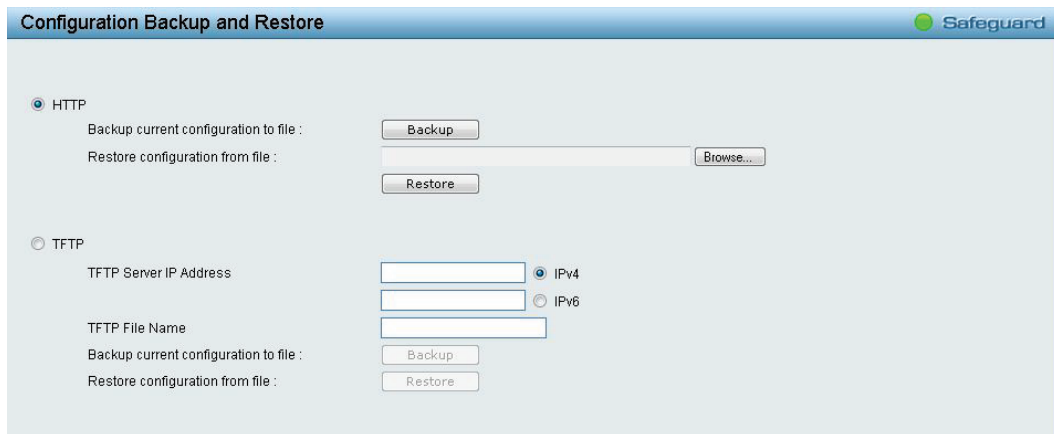 Configuration Backup and Restore
Safeguard
HTTP
Backup current configuration to file : Backup
Restore configuration from file : Browse...
Restore
TFTP
TFTP Server IP Address IPv4
IPv6
TFTP File Name
Backup current configuration to file : Backup
Restore configuration from file : Restore